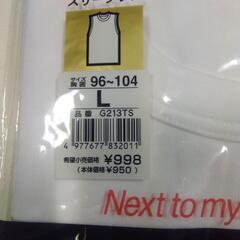 サイズ
胸囲 96~104
L
品番 G213TS
4 977677 832011
希望小売価格 ¥998
(本体価格 ¥950)
Next to my